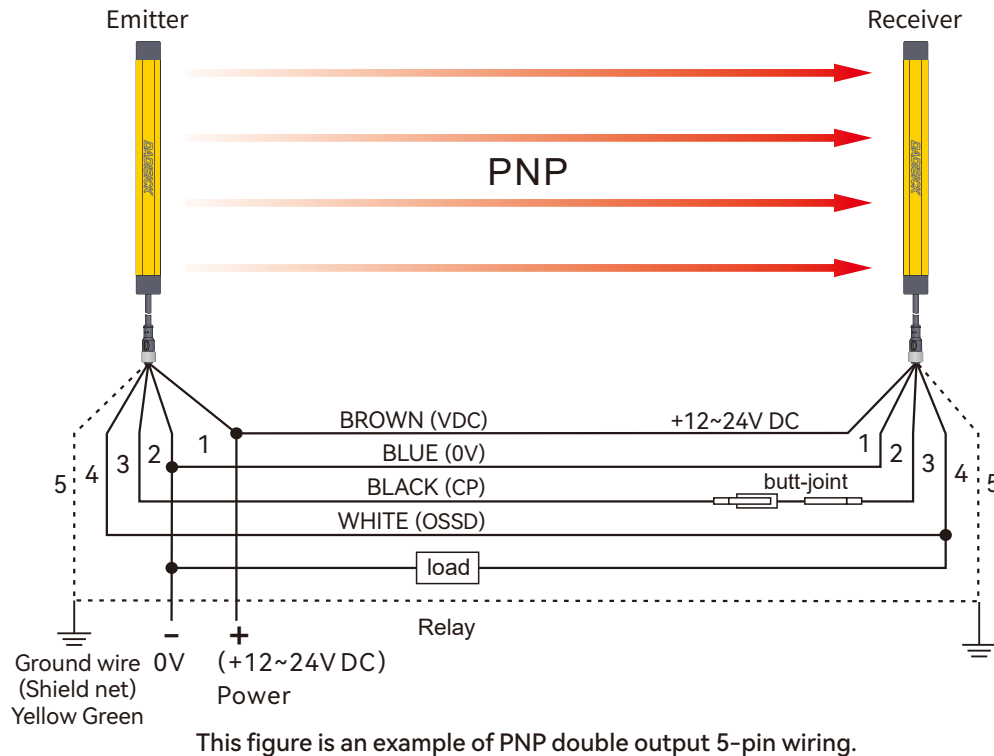 Emitter
Receiver
DADISICK
DADISICK
PNP
BROWN (VDC)
+12~24V DC
BLUE (0V)
BLACK (CP)
butt-joint
WHITE (OSSD)
load
1
2
3
4
5
1
2
3
4
5
Relay
- +
Ground wire
(Shield net)
Yellow Green
0V
(+12~24V DC)
Power
This figure is an example of PNP double output 5-pin wiring.